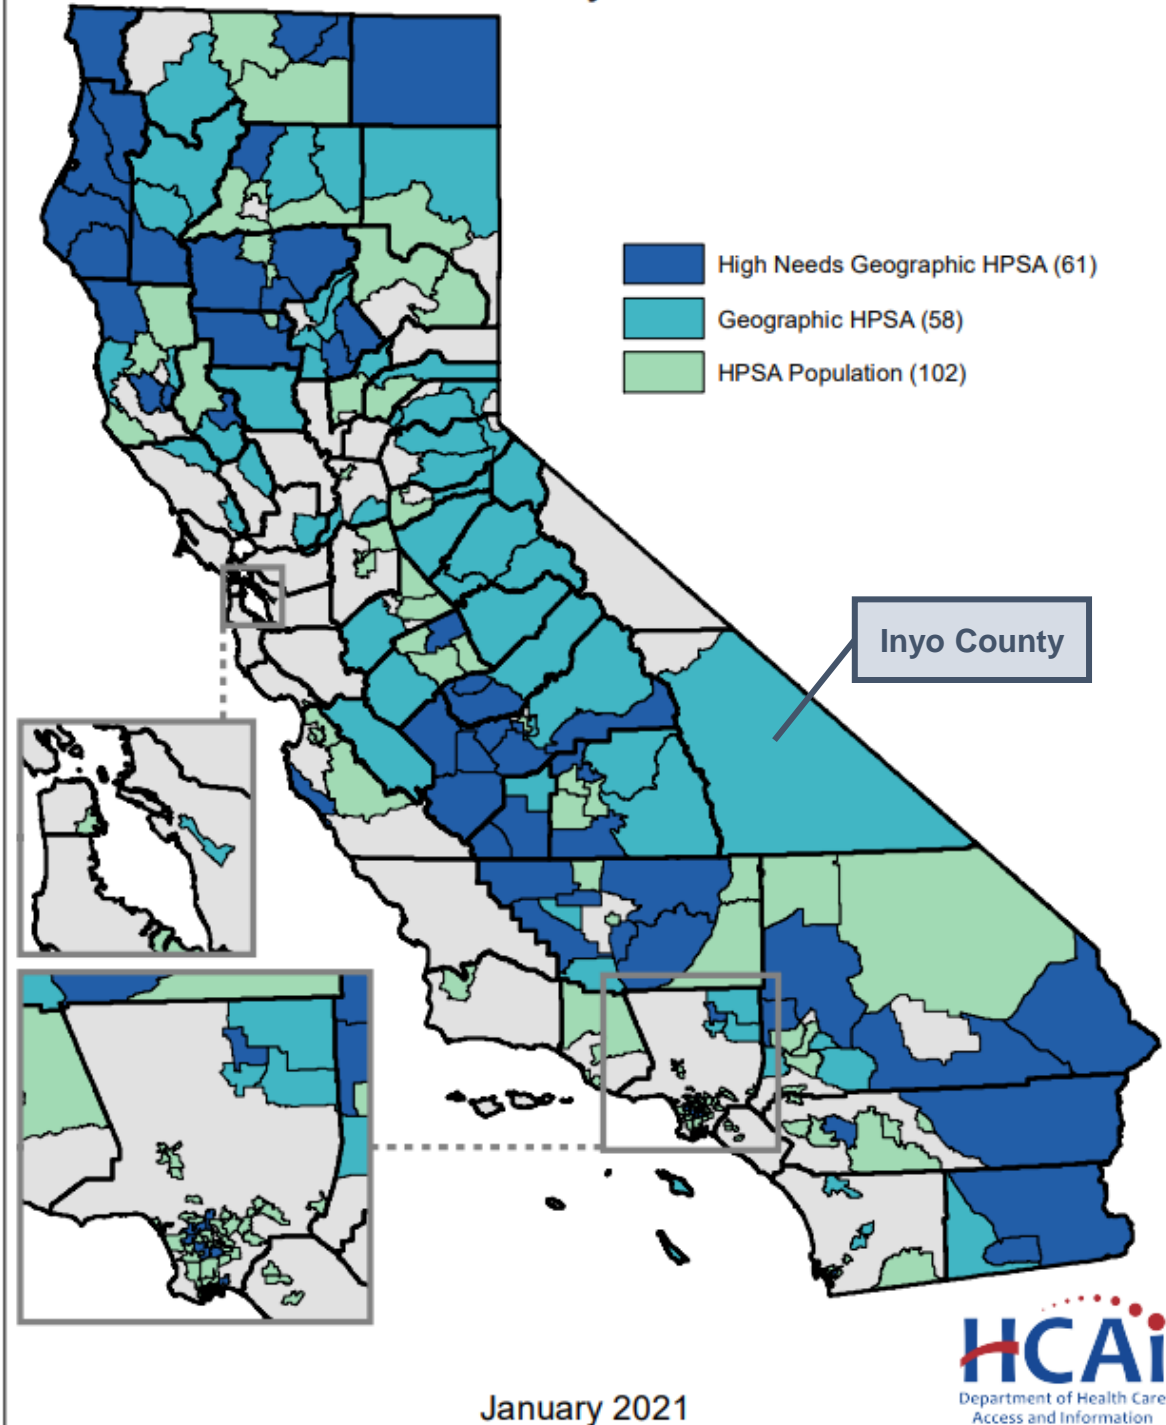 High Needs Geographic HPSA (61)
Geographic HPSA (58)
HPSA Population (102)
Inyo County
HCAi
Department of Health Care
Access and Information
January 2021